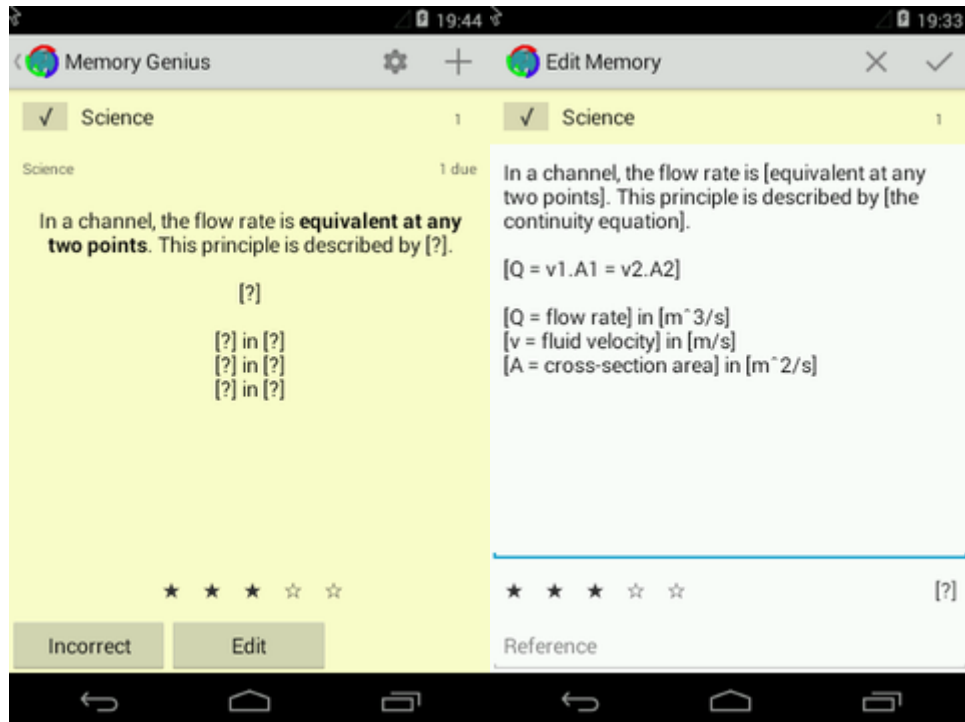 19:44
Memory Genius
√ Science 1
Science 1 due
In a channel, the flow rate is equivalent at any
two points. This principle is described by [?].
[?]
[?] in [?]
[?] in [?]
[?] in [?]
★ ★ ★ ☆ ☆
Incorrect Edit
19:33
Edit Memory
√ Science 1
In a channel, the flow rate is [equivalent at any
two points]. This principle is described by [the
continuity equation].
[Q = v1.A1 = v2.A2]
[Q = flow rate] in [m^3/s]
[v = fluid velocity] in [m/s]
[A = cross-section area] in [m^2/s]
★ ★ ★ ☆ ☆ [?]
Reference